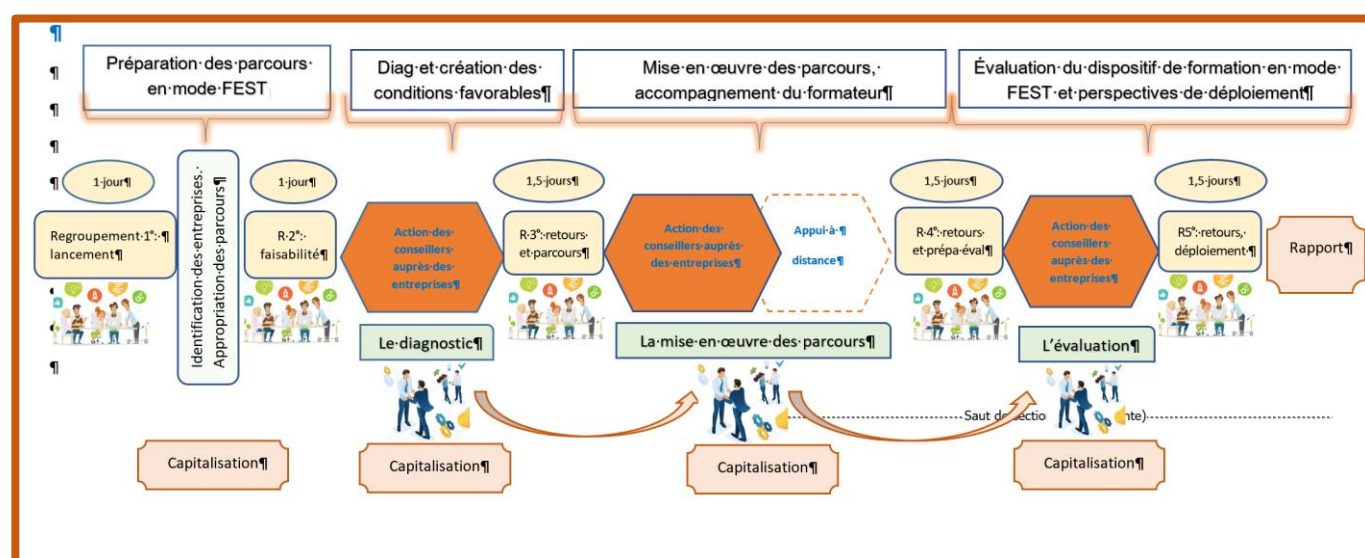 Préparation des parcours
en mode FEST
Diag et création des
conditions favorables¶
Mise en œuvre des parcours,
accompagnement du formateur¶
Évaluation du dispositif de formation en mode
FEST et perspectives de déploiement¶
1 jour¶
Identification des entreprises,
Appropriation des parcours¶
1 jour¶
1,5 jours¶
1,5 jours¶
1,5 jours¶
Regroupement 1°: ¶
lancement¶
R 2°:
faisabilité¶
Action des
conseillers
auprès des
entreprises¶
R 3°: retours
et parcours¶
Action des
conseillers auprès
des entreprises¶
Appui à ¶
distance¶
R 4°: retours
et prépa éval¶
Action des
conseillers
auprès des
entreprises¶
R5°: retours,
déploiement ¶
Rapport¶
Le diagnostic¶
La mise en œuvre des parcours¶
L'évaluation¶
Saut de
Capitalisation¶
Capitalisation¶
Capitalisation¶
Capitalisation¶